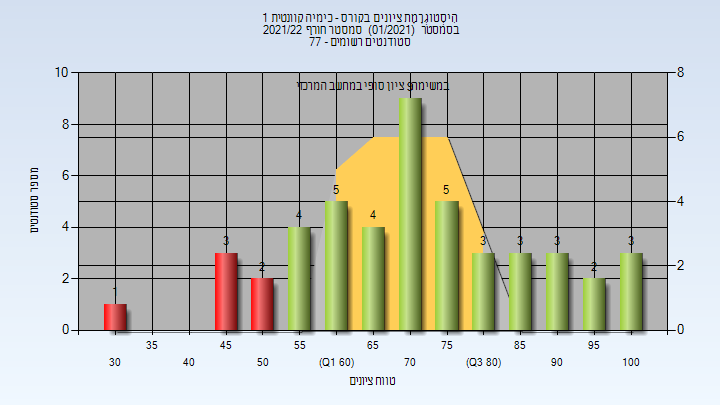 היסטוגרמת ציונים בקורס - כימיה קוונטית 1
בסמסטר (01/2021) סמסטר חורף 2021/22
סטודנטים רשומים - 77
במשימה ציון סופי במחשב המרכזי
10 8 6 4 2 0
8 6 4 2 0
1 3 2 4 5 4 9 5 3 3 3 2 3
מספר סטודנטים
35 45 55 65 75 85 95
30 40 50 (Q1 60) 70 (Q3 80) 90 100
טווח ציונים